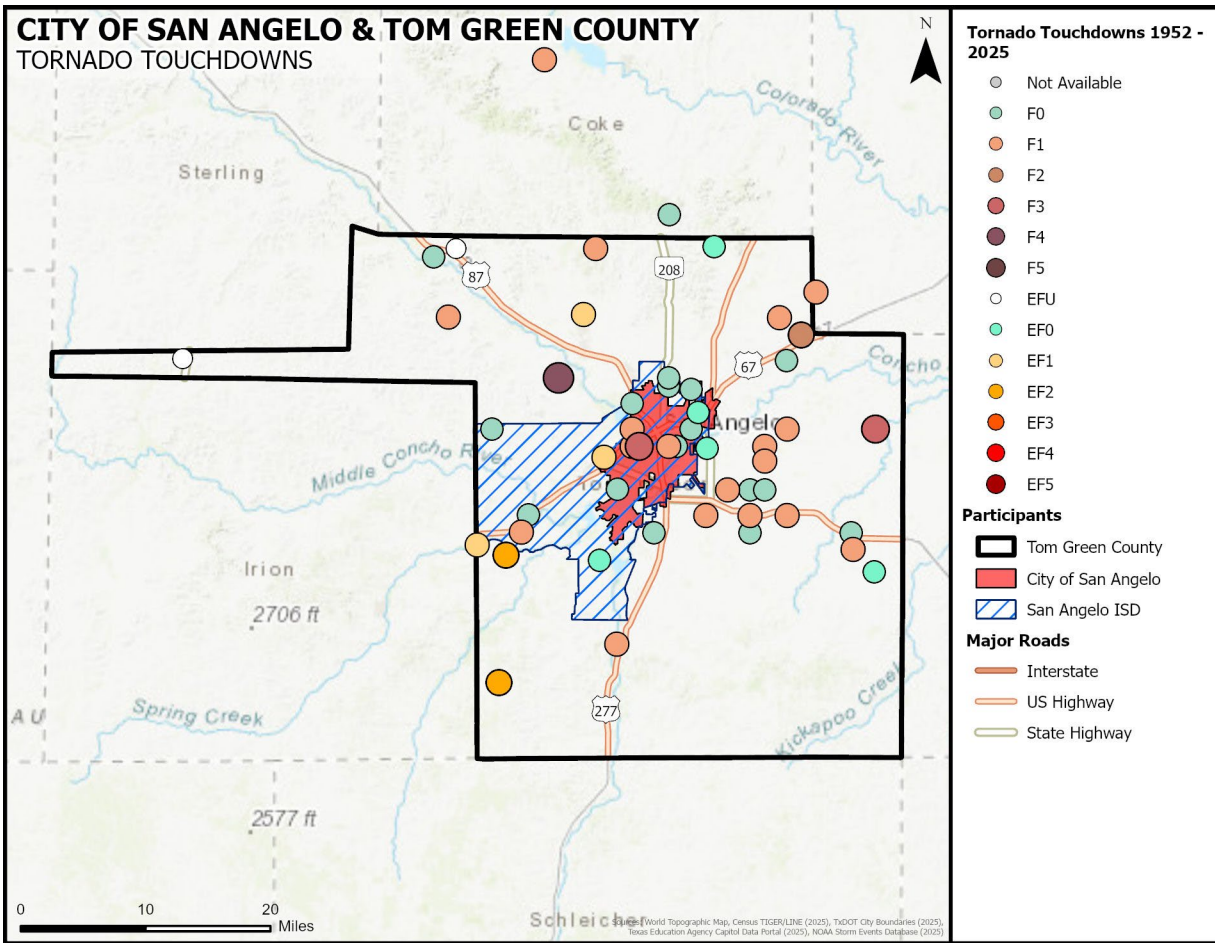 CITY OF SAN ANGELO & TOM GREEN COUNTY
TORNADO TOUCHDOWNS
N
Colorado River
Coke
Sterling
87
208
67
Concho
Angelo
Middle Concho River
Irion
2706 ft
277
A U
Spring Creek
Kickapoo Creek
2577 ft
Schleicher
0 10 20
Miles
Sources: World Topographic Map, Census TIGER/LINE (2025), TxDOT City Boundaries (2025),
Texas Education Agency Capitol Data Portal (2025), NOAA Storm Events Database (2025)
Tornado Touchdowns 1952 -
2025
Not Available
F0
F1
F2
F3
F4
F5
EFU
EF0
EF1
EF2
EF3
EF4
EF5
Participants
Tom Green County
City of San Angelo
San Angelo ISD
Major Roads
Interstate
US Highway
State Highway